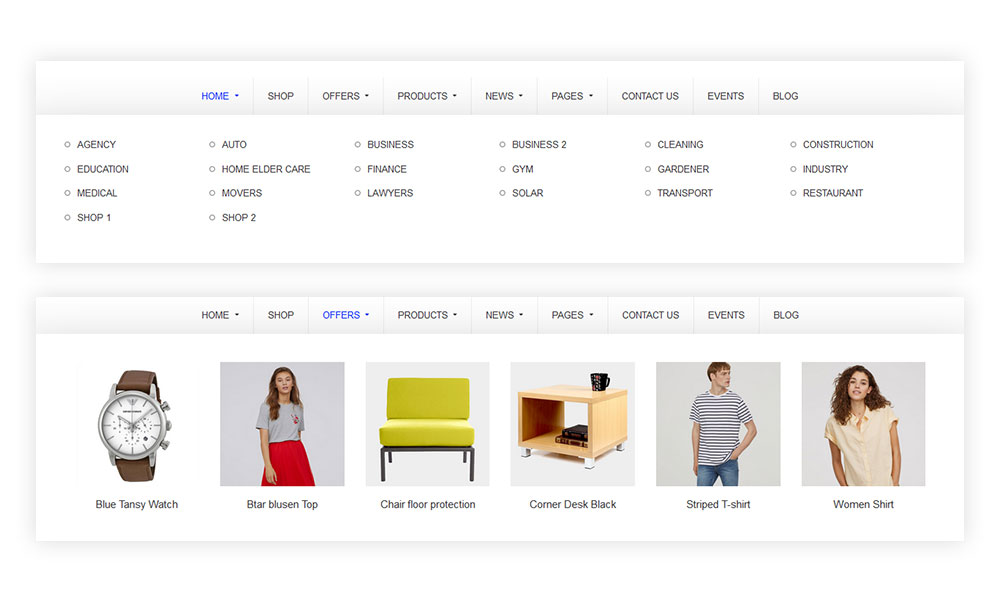 HOME SHOP OFFERS PRODUCTS NEWS PAGES CONTACT US EVENTS BLOG
AGENCY AUTO BUSINESS BUSINESS 2 CLEANING CONSTRUCTION
EDUCATION HOME ELDER CARE FINANCE GYM GARDENER INDUSTRY
MEDICAL MOVERS LAWYERS SOLAR TRANSPORT RESTAURANT
SHOP 1 SHOP 2
HOME SHOP OFFERS PRODUCTS NEWS PAGES CONTACT US EVENTS BLOG
Blue Tansy Watch Btar blusen Top Chair floor protection Corner Desk Black Striped T-shirt Women Shirt